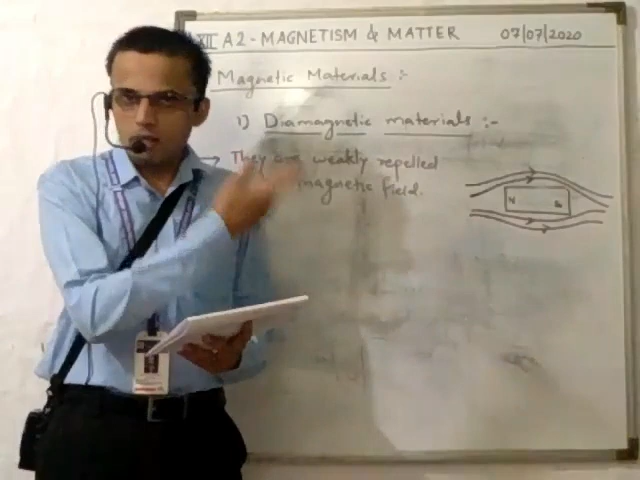 XII A2 - MAGNETISM & MATTER 07/07/2020
Magnetic Materials :-
1) Diamagnetic materials :-
→ They are weakly repelled
magnetic field.
N